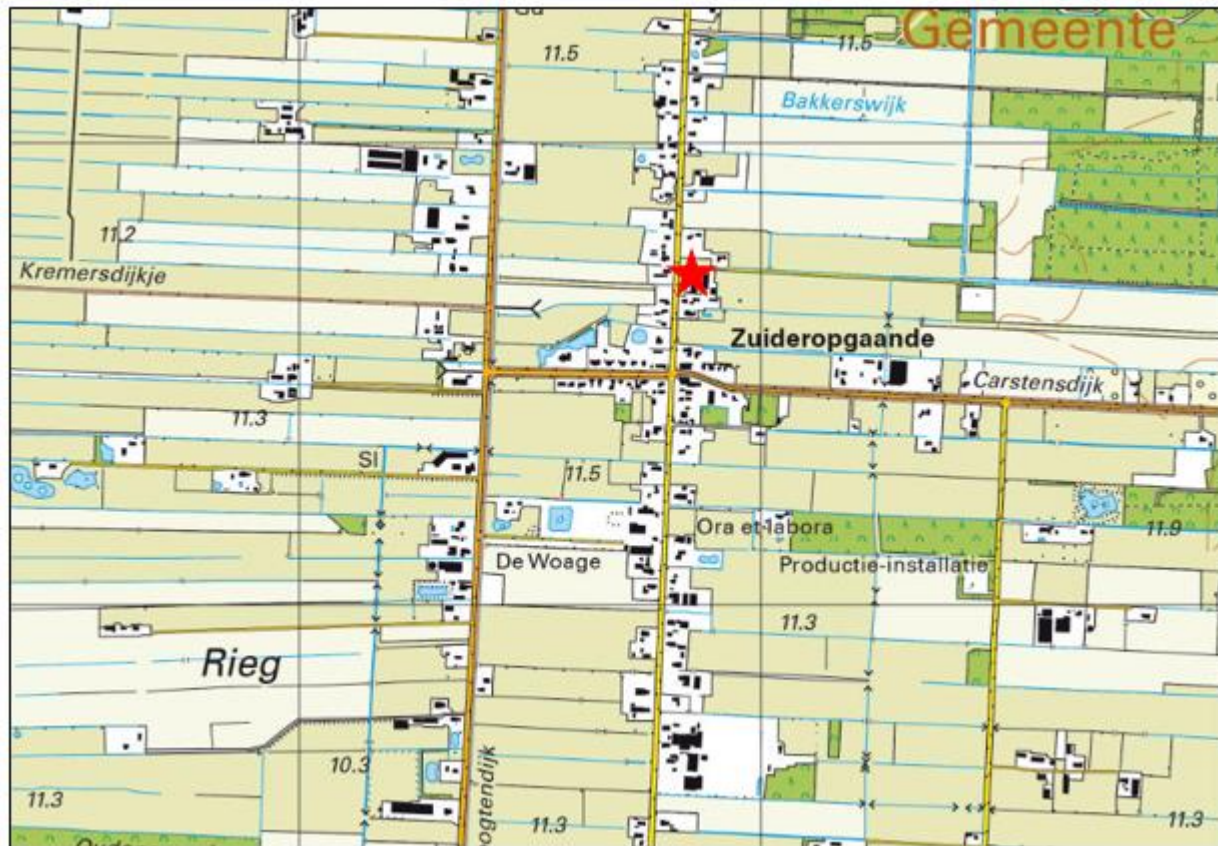 Gemeente
11.5
11.5
Bakkerswijk
11.2
Kremersdijkje
Zuideropgaande
Carstensdijk
11.3
Sl
11.5
Ora et labora
11.9
De Woage
Productie-installatie
11.3
Rieg
10.3
11.3
11.3
11.3